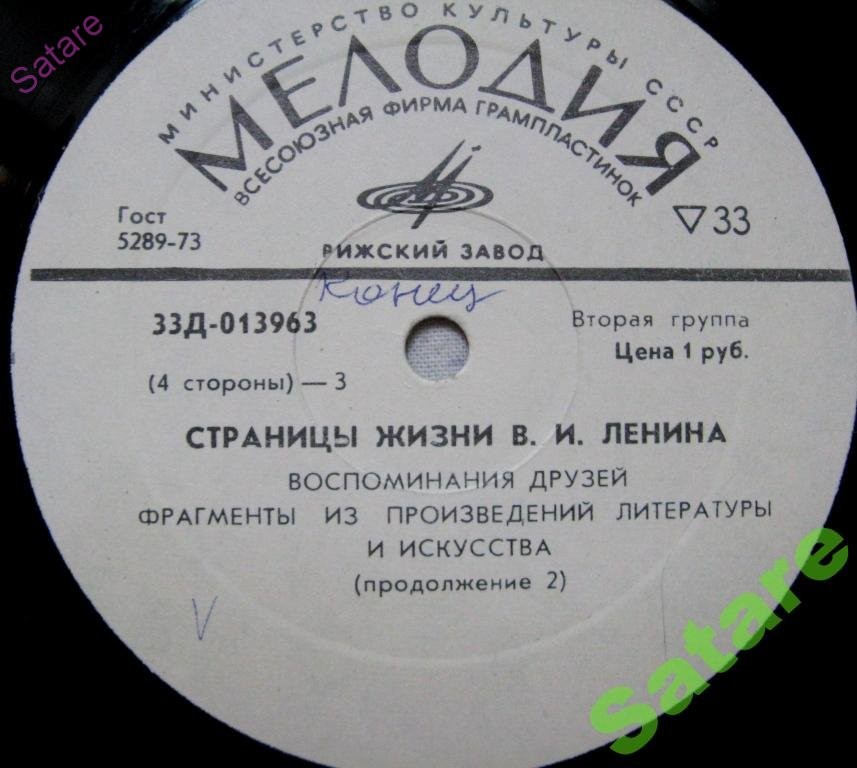 Satare
МИНИСТЕРСТВО КУЛЬТУРЫ СССР
МЕЛОДИЯ
ВСЕСОЮЗНАЯ ФИРМА ГРАМПЛАСТИНОК
Гост
5289-73
▽33
РИЖСКИЙ ЗАВОД
Конец
33Д-013963
Вторая группа
Цена 1 руб.
(4 стороны) — 3
СТРАНИЦЫ ЖИЗНИ В. И. ЛЕНИНА
ВОСПОМИНАНИЯ ДРУЗЕЙ
ФРАГМЕНТЫ ИЗ ПРОИЗВЕДЕНИЙ ЛИТЕРАТУРЫ
И ИСКУССТВА
(продолжение 2)
V
Satare